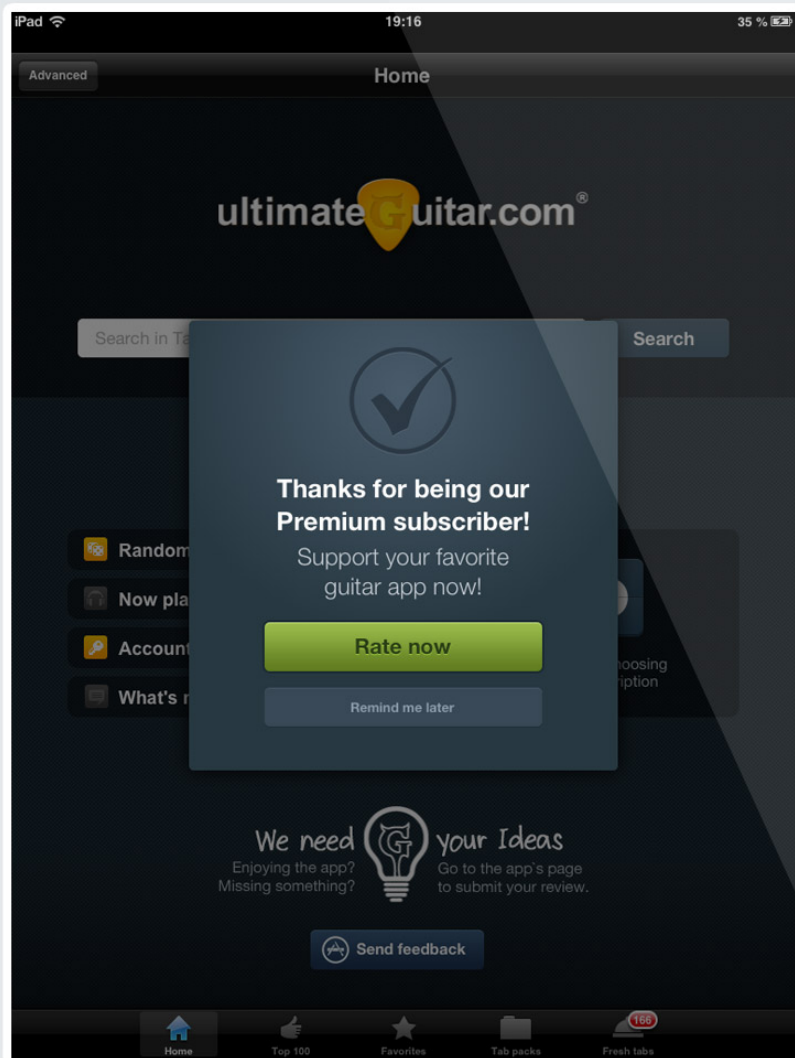 iPad 19:16 35 %
Advanced Home
ultimateGuitar.com®
Search in Ta Search
Thanks for being our
Premium subscriber!
Support your favorite
guitar app now!
Rate now
Remind me later
Random
Now pla
Account
What's n
hoosing
ription
We need your Ideas
Enjoying the app? Go to the app`s page
Missing something? to submit your review.
Send feedback
166
Home Top 100 Favorites Tab packs Fresh tabs